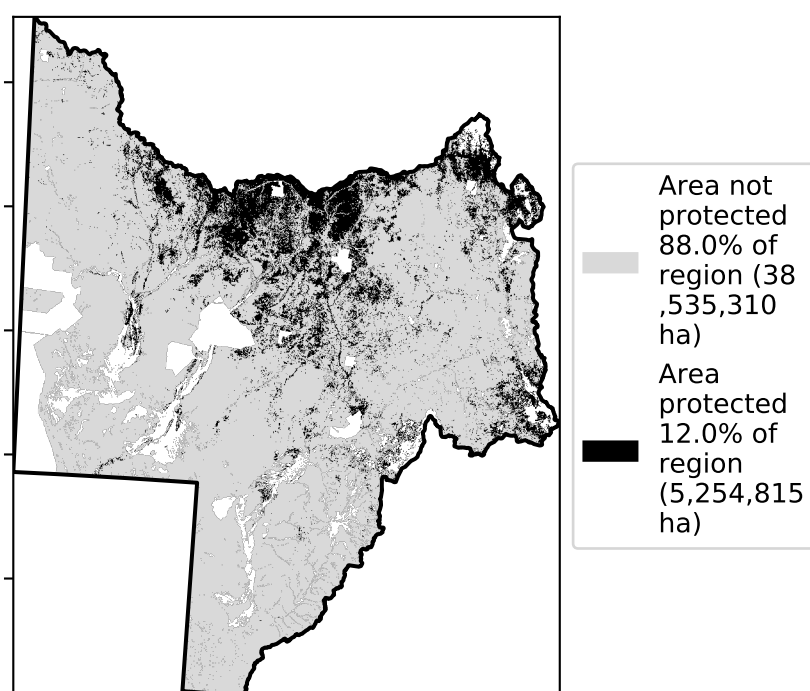 Area not
protected
88.0% of
region (38
,535,310
ha)
Area
protected
12.0% of
region
(5,254,815
ha)